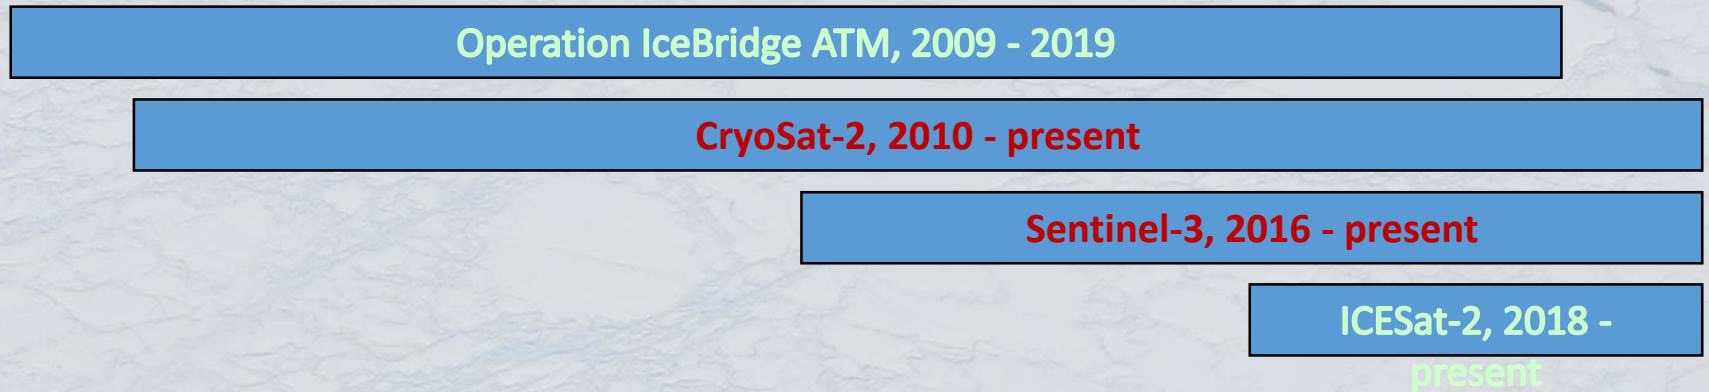 Operation IceBridge ATM, 2009 - 2019
CryoSat-2, 2010 - present
Sentinel-3, 2016 - present
ICESat-2, 2018 -
present